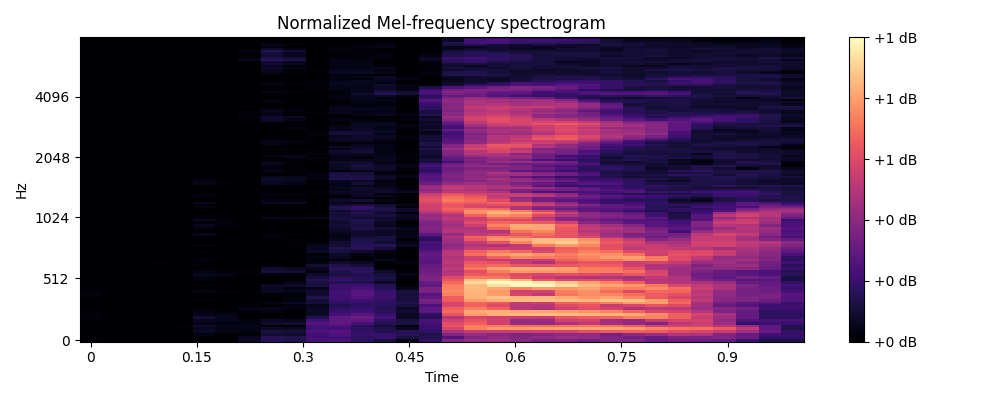 Normalized Mel-frequency spectrogram
Hz
4096
2048
1024
512
0
0 0.15 0.3 0.45 0.6 0.75 0.9
Time
+1 dB
+1 dB
+1 dB
+0 dB
+0 dB
+0 dB